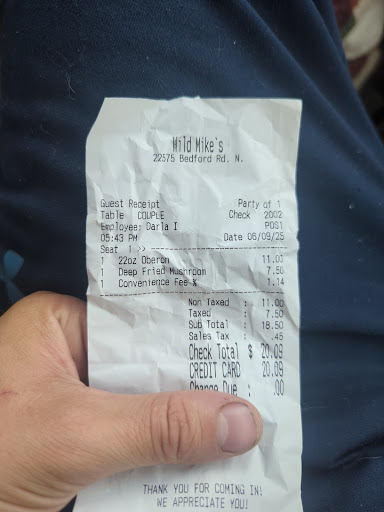 Wild Mike's
22575 Bedford Rd. N.
Guest Receipt Party of 1
Table COUPLE Check 2002
Employee: Darla I POS1
05:43 PM Date 06/09/25
Seat 1 >>
1 22oz Oberon 11.00
1 Deep Fried Mushroom 7.50
1 Convenience Fee % 1.14
Non Taxed : 11.00
Taxed : 7.50
Sub Total : 18.50
Sales Tax : .45
Check Total $ 20.09
CREDIT CARD 20.09
Change Due : .00
THANK YOU FOR COMING IN!
WE APPRECIATE YOU!